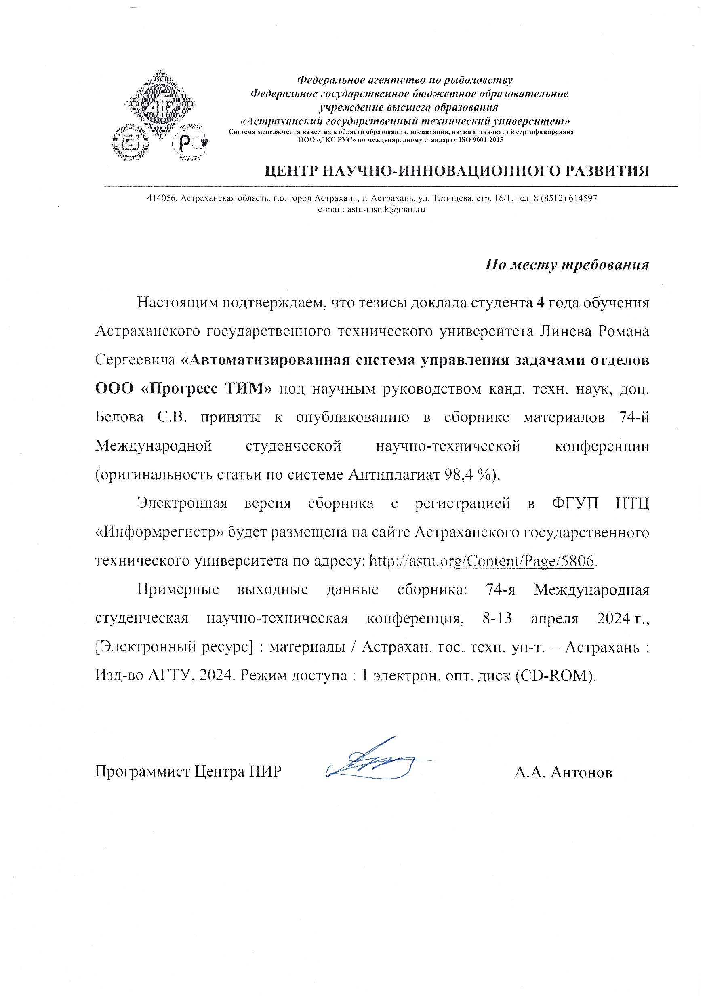 АГТУ
РЕГИСТР
Федеральное агентство по рыболовству
Федеральное государственное бюджетное образовательное
учреждение высшего образования
«Астраханский государственный технический университет»
Система менеджмента качества в области образования, воспитания, науки и инноваций сертифицирована
ООО «ДКС РУС» по международному стандарту ISO 9001:2015
ЦЕНТР НАУЧНО-ИННОВАЦИОННОГО РАЗВИТИЯ
414056, Астраханская область, г.о. город Астрахань, г. Астрахань, ул. Татищева, стр. 16/1, тел. 8 (8512) 614597
e-mail: astu-msntk@mail.ru
По месту требования
Настоящим подтверждаем, что тезисы доклада студента 4 года обучения
Астраханского государственного технического университета Линева Романа
Сергеевича «Автоматизированная система управления задачами отделов
ООО «Прогресс ТИМ» под научным руководством канд. техн. наук, доц.
Белова С.В. приняты к опубликованию в сборнике материалов 74-й
Международной студенческой научно-технической конференции
(оригинальность статьи по системе Антиплагиат 98,4 %).
Электронная версия сборника с регистрацией в ФГУП НТЦ
«Информрегистр» будет размещена на сайте Астраханского государственного
технического университета по адресу: http://astu.org/Content/Page/5806.
Примерные выходные данные сборника: 74-я Международная
студенческая научно-техническая конференция, 8-13 апреля 2024 г.,
[Электронный ресурс] : материалы / Астрахан. гос. техн. ун-т. – Астрахань :
Изд-во АГТУ, 2024. Режим доступа : 1 электрон. опт. диск (CD-ROM).
Программист Центра НИР А.А. Антонов